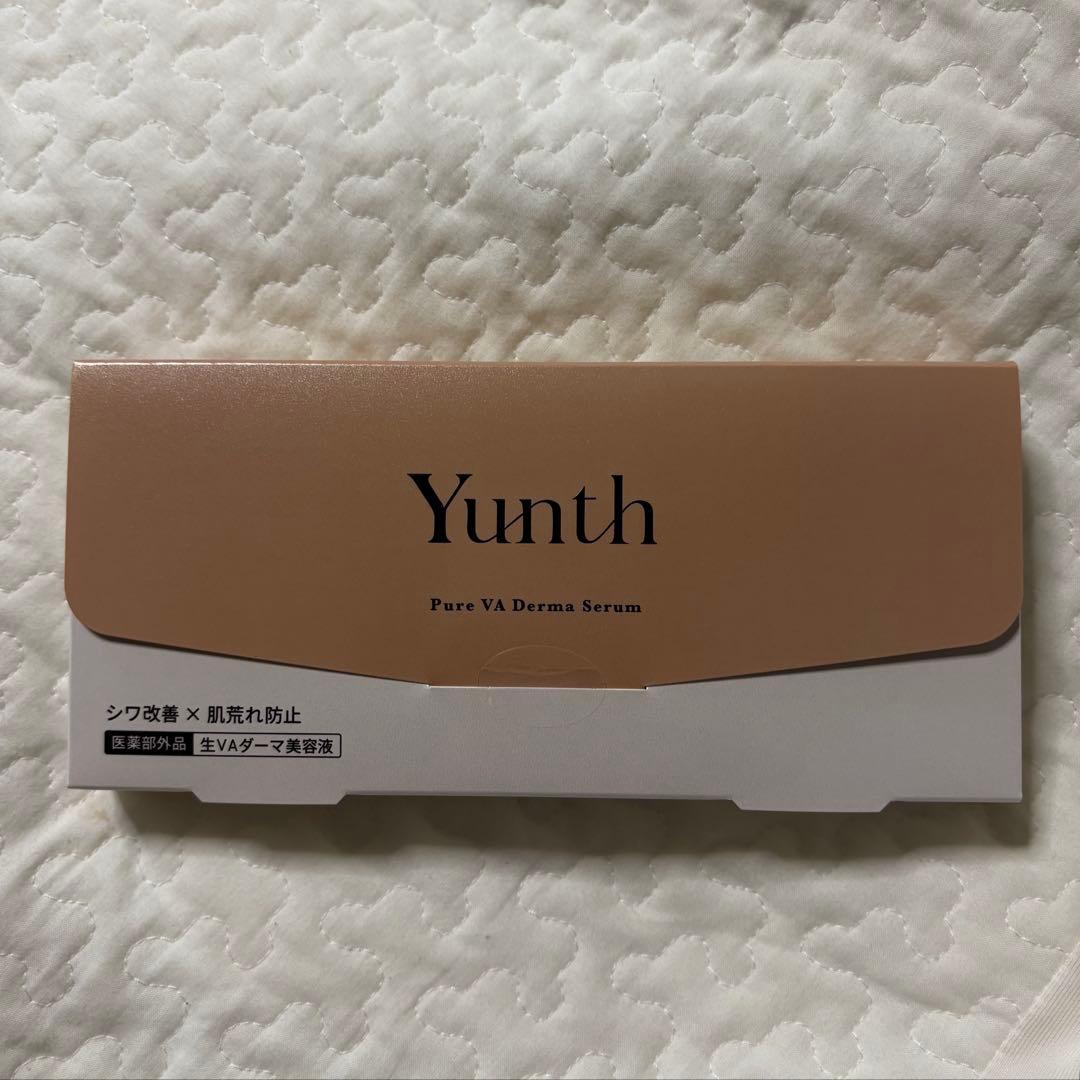 Yunth
Pure VA Derma Serum
シワ改善 × 肌荒れ防止
医薬部外品 生VAダーマ美容液